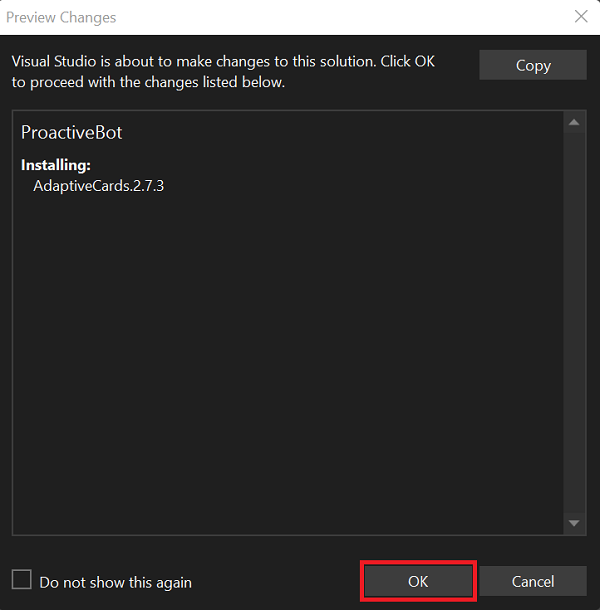 Preview Changes
Visual Studio is about to make changes to this solution. Click OK
to proceed with the changes listed below.
Copy
ProactiveBot
Installing:
AdaptiveCards.2.7.3
Do not show this again
OK
Cancel